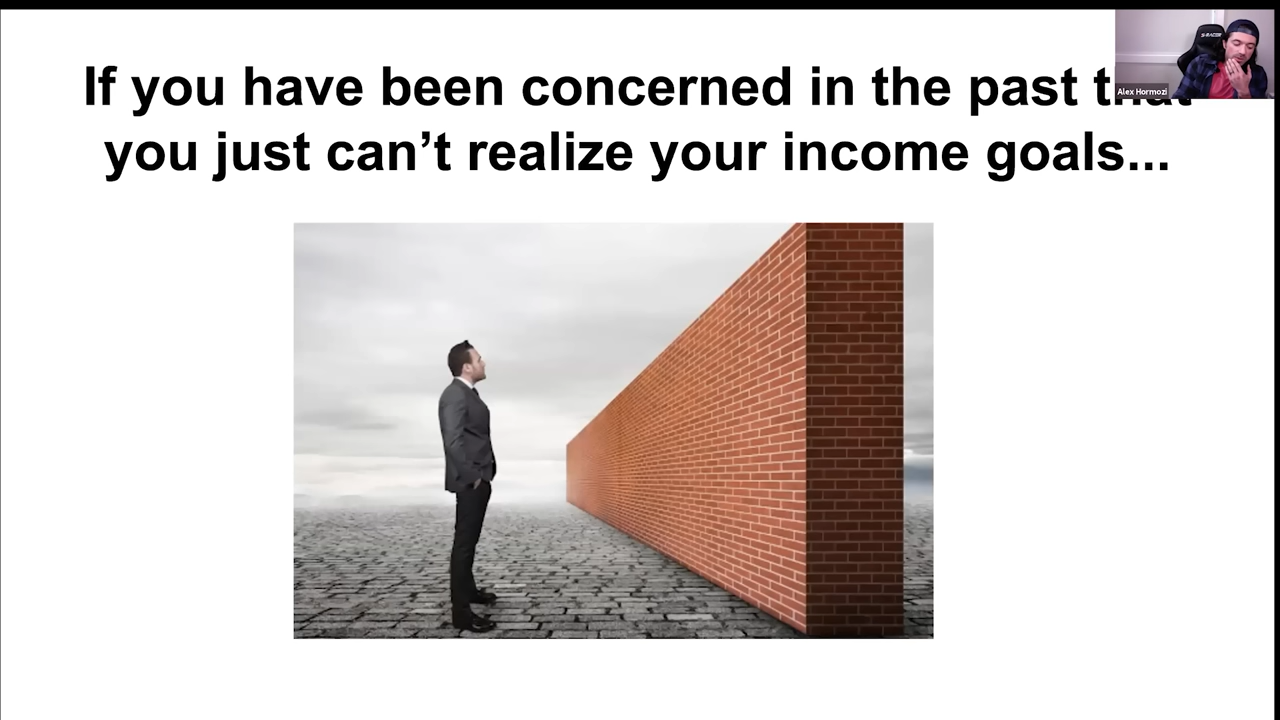 If you have been concerned in the past
you just can’t realize your income goals...
Alex Hormozi